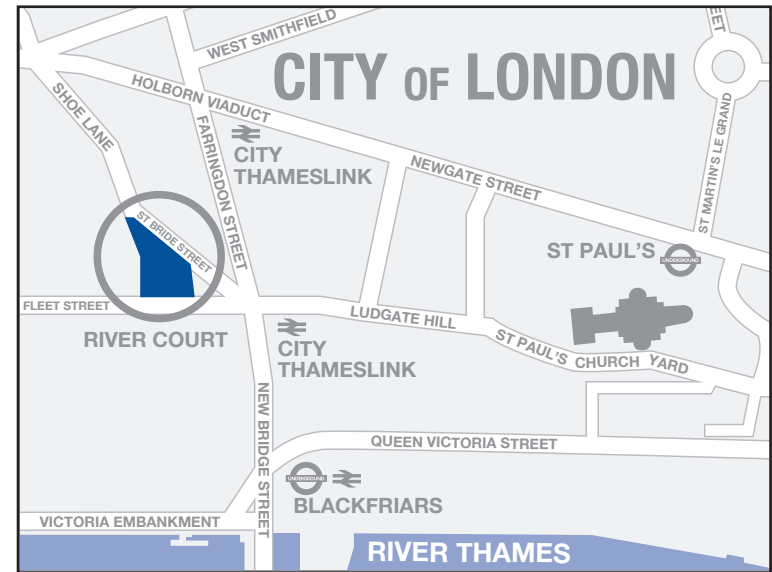 WEST SMITHFIELD
CITY OF LONDON
STREET
HOLBORN VIADUCT
SHOE LANE
FARRINGDON STREET
CITY
THAMESLINK
NEWGATE STREET
ST MARTIN'S LE GRAND
ST BRIDE STREET
ST PAUL'S
UNDERGROUND
FLEET STREET
LUDGATE HILL
RIVER COURT
CITY
THAMESLINK
ST PAUL'S CHURCH YARD
NEW BRIDGE STREET
QUEEN VICTORIA STREET
UNDERGROUND
BLACKFRIARS
VICTORIA EMBANKMENT
RIVER THAMES